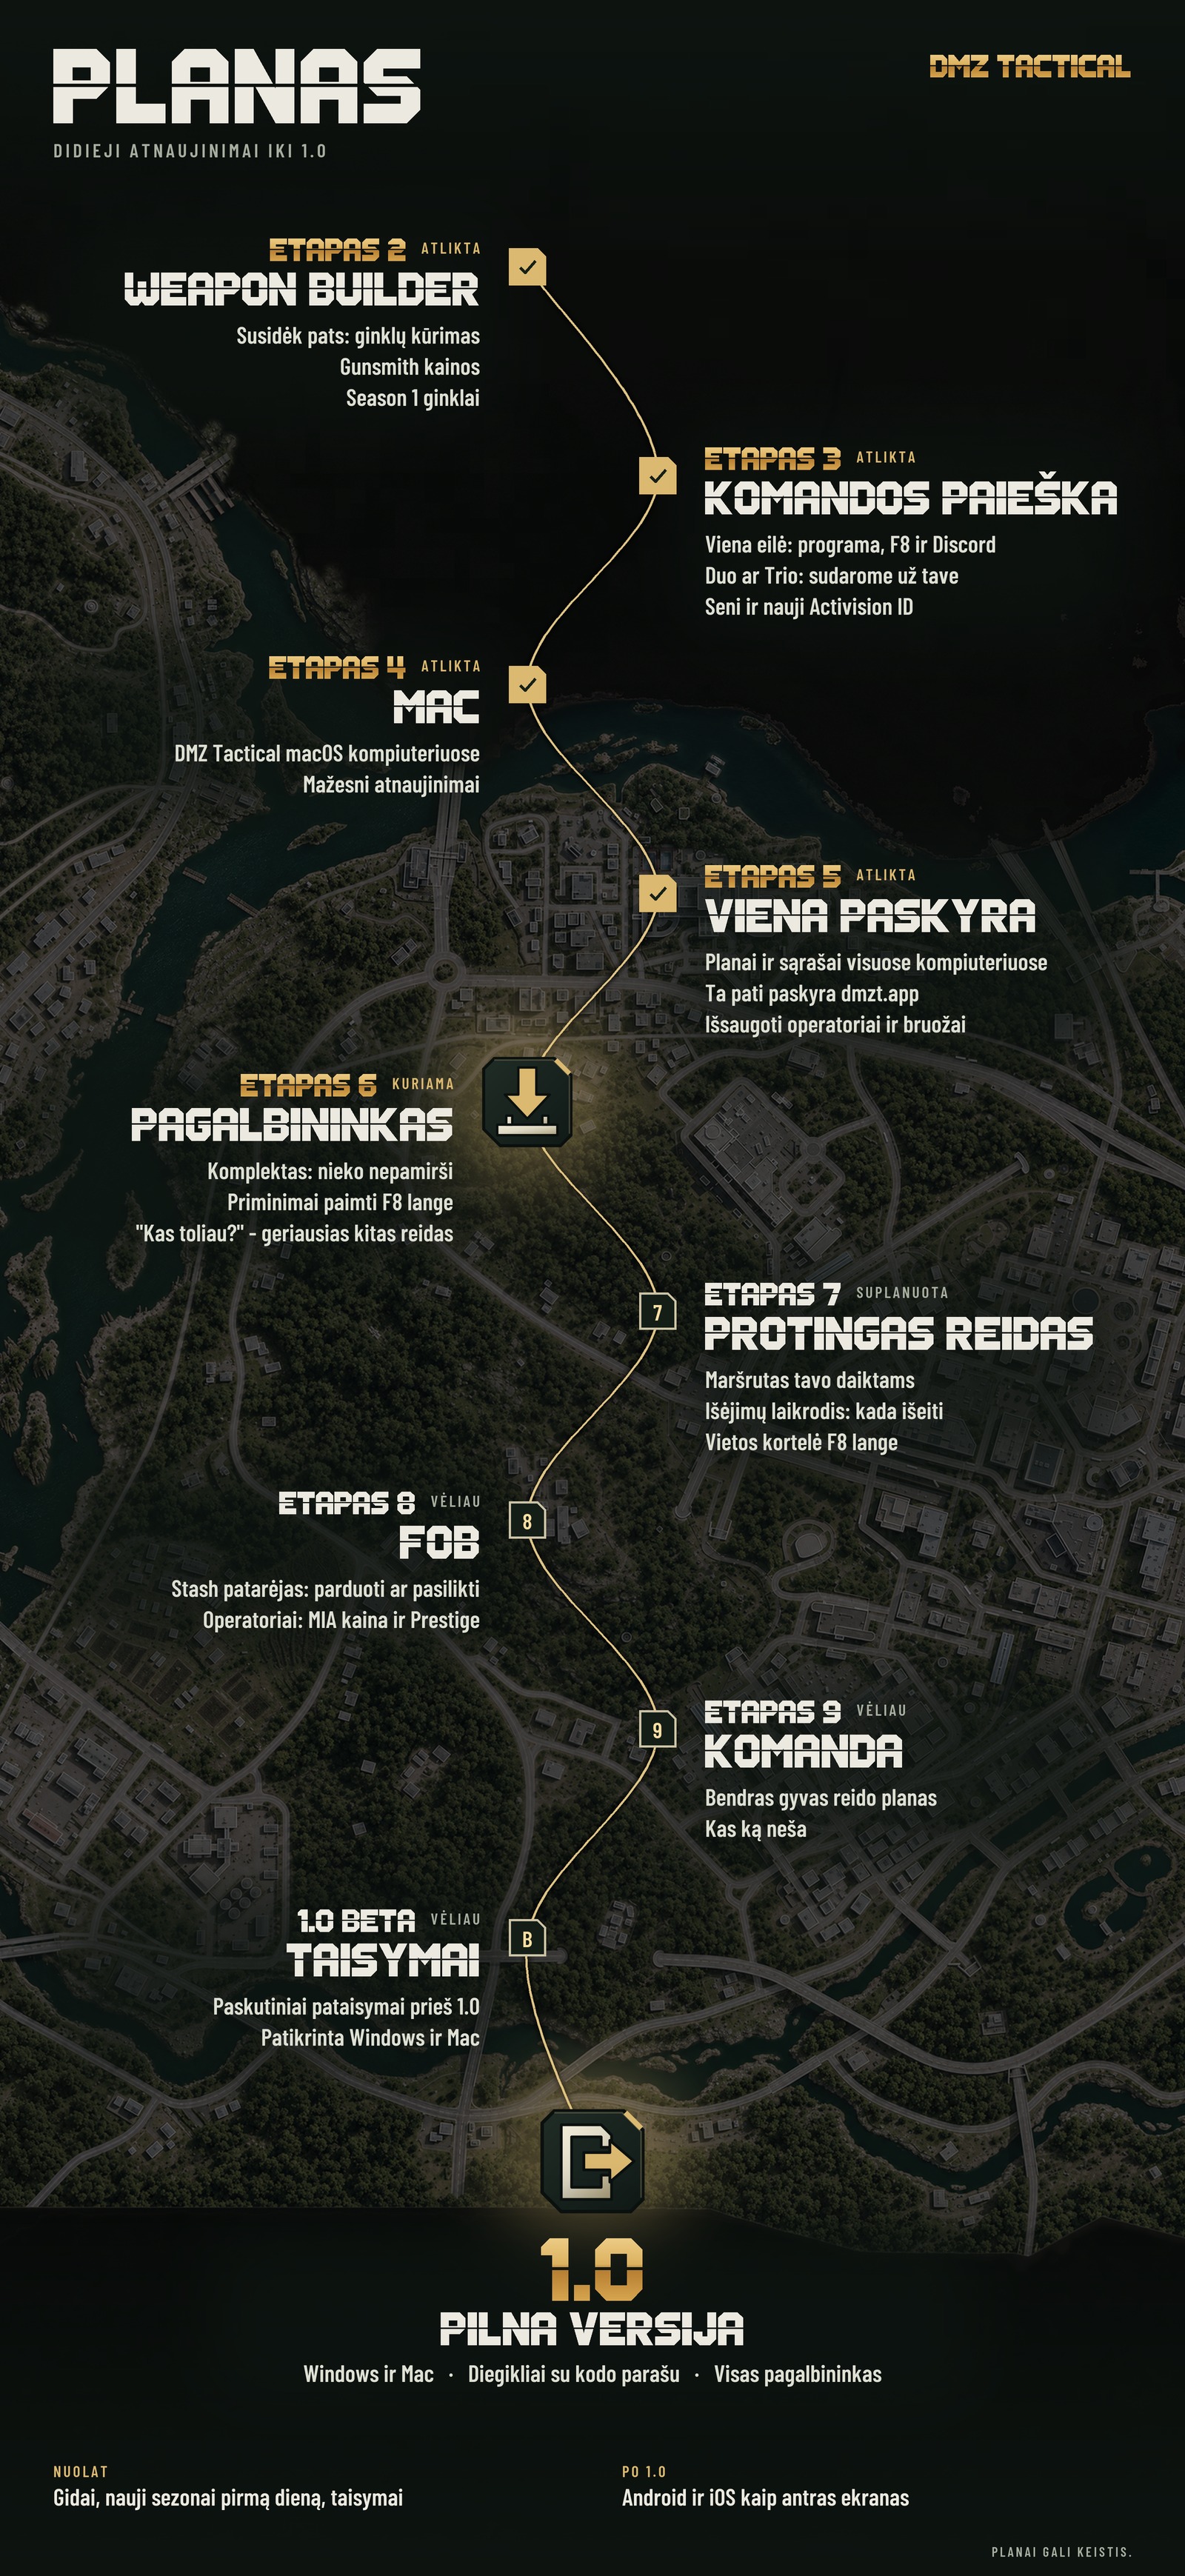 PLANAS
DMZ TACTICAL
DIDIEJI ATNAUJINIMAI IKI 1.0
ETAPAS 2 ATLIKTA
WEAPON BUILDER
Susidėk pats: ginklų kūrimas
Gunsmith kainos
Season 1 ginklai
ETAPAS 3 ATLIKTA
KOMANDOS PAIEŠKA
Viena eilė: programa, F8 ir Discord
Duo ar Trio: sudarome už tave
Seni ir nauji Activision ID
ETAPAS 4 ATLIKTA
MAC
DMZ Tactical macOS kompiuteriuose
Mažesni atnaujinimai
ETAPAS 5 ATLIKTA
VIENA PASKYRA
Planai ir sąrašai visuose kompiuteriuose
Ta pati paskyra dmzt.app
Išsaugoti operatoriai ir bruožai
ETAPAS 6 KURIAMA
PAGALBININKAS
Komplektas: nieko nepamirši
Priminimai paimti F8 lange
"Kas toliau?" - geriausias kitas reidas
7
ETAPAS 7 SUPLANUOTA
PROTINGAS REIDAS
Maršrutas tavo daiktams
Išėjimų laikrodis: kada išeiti
Vietos kortelė F8 lange
ETAPAS 8 VĖLIAU
8
FOB
Stash patarėjas: parduoti ar pasilikti
Operatoriai: MIA kaina ir Prestige
9
ETAPAS 9 VĖLIAU
KOMANDA
Bendras gyvas reido planas
Kas ką neša
1.0 BETA VĖLIAU
B
TAISYMAI
Paskutiniai pataisymai prieš 1.0
Patikrinta Windows ir Mac
1.0
PILNA VERSIJA
Windows ir Mac · Diegikliai su kodo parašu · Visas pagalbininkas
NUOLAT
Gidai, nauji sezonai pirmą dieną, taisymai
PO 1.0
Android ir iOS kaip antras ekranas
PLANAI GALI KEISTIS.